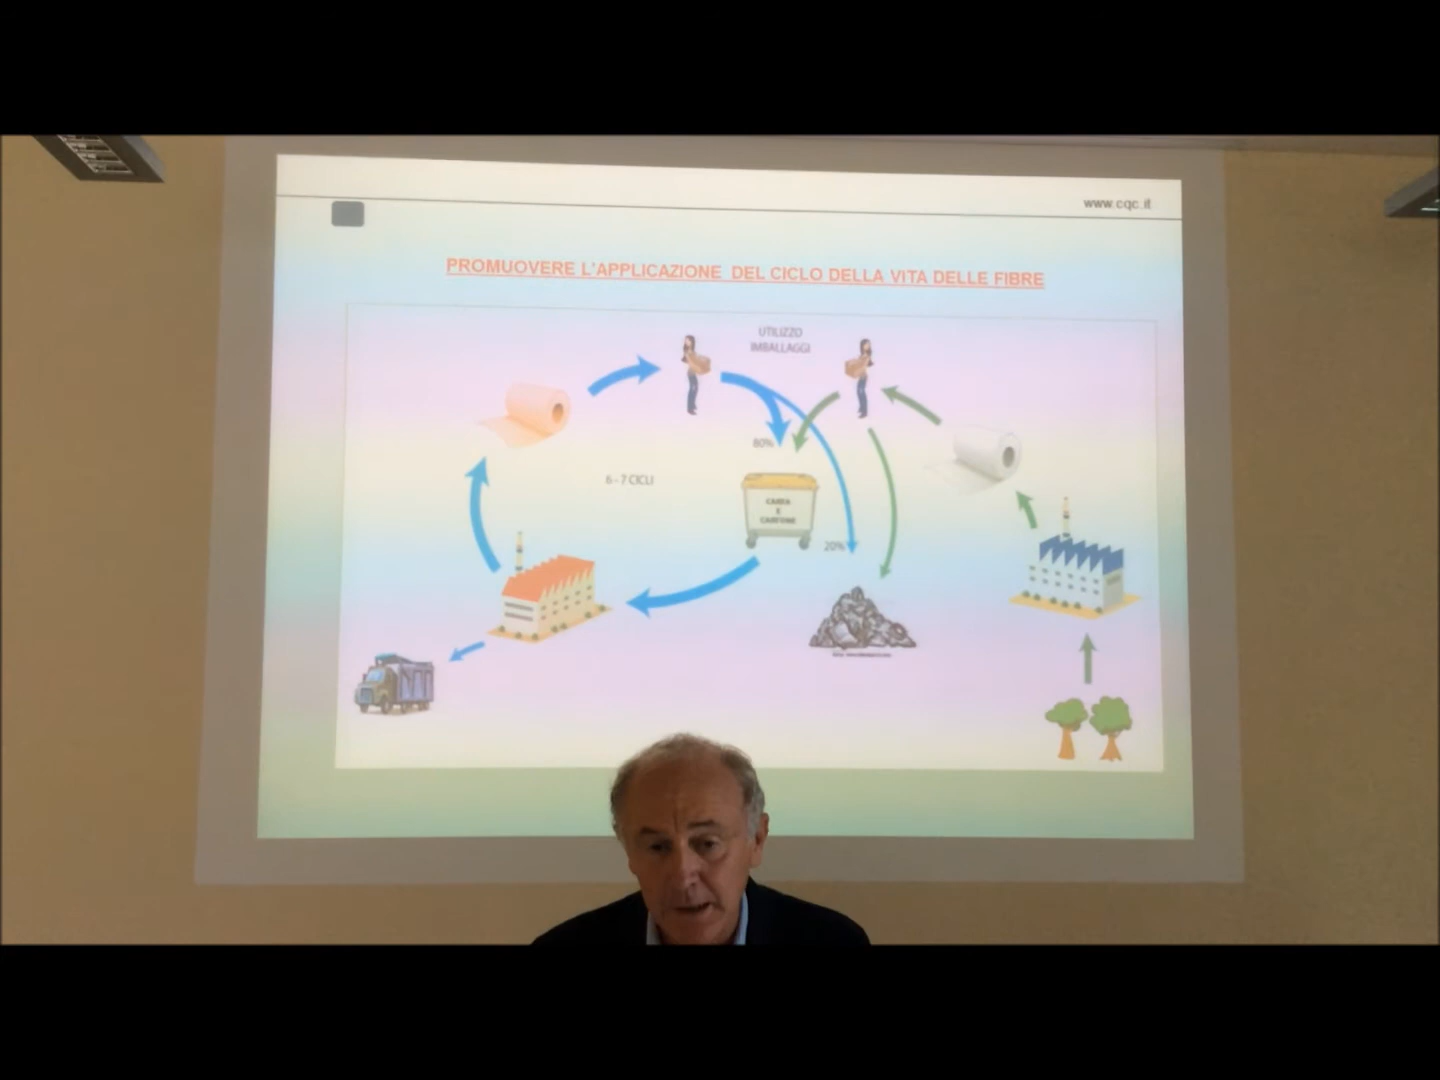 www.cqc.it
PROMUOVERE L'APPLICAZIONE DEL CICLO DELLA VITA DELLE FIBRE
UTILIZZO
IMBALLAGGI
80%
6 - 7 CICLI
CARTA
E
CARTONE
20%